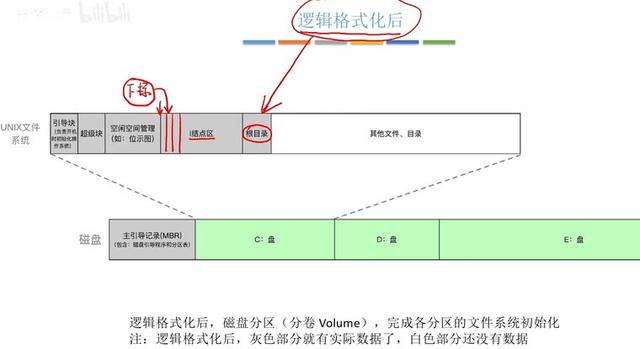 bilibili
逻辑格式化后
下标
UNIX文件
系统
引导块
(负责开机
时初始化操
作系统)
超级块
空闲空间管理
(如：位示图)
i结点区
根目录
其他文件、目录
磁盘
主引导记录(MBR)
(包含：磁盘引导程序和分区表)
C：盘
D：盘
E：盘
逻辑格式化后，磁盘分区（分卷 Volume），完成各分区的文件系统初始化
注：逻辑格式化后，灰色部分就有实际数据了，白色部分还没有数据